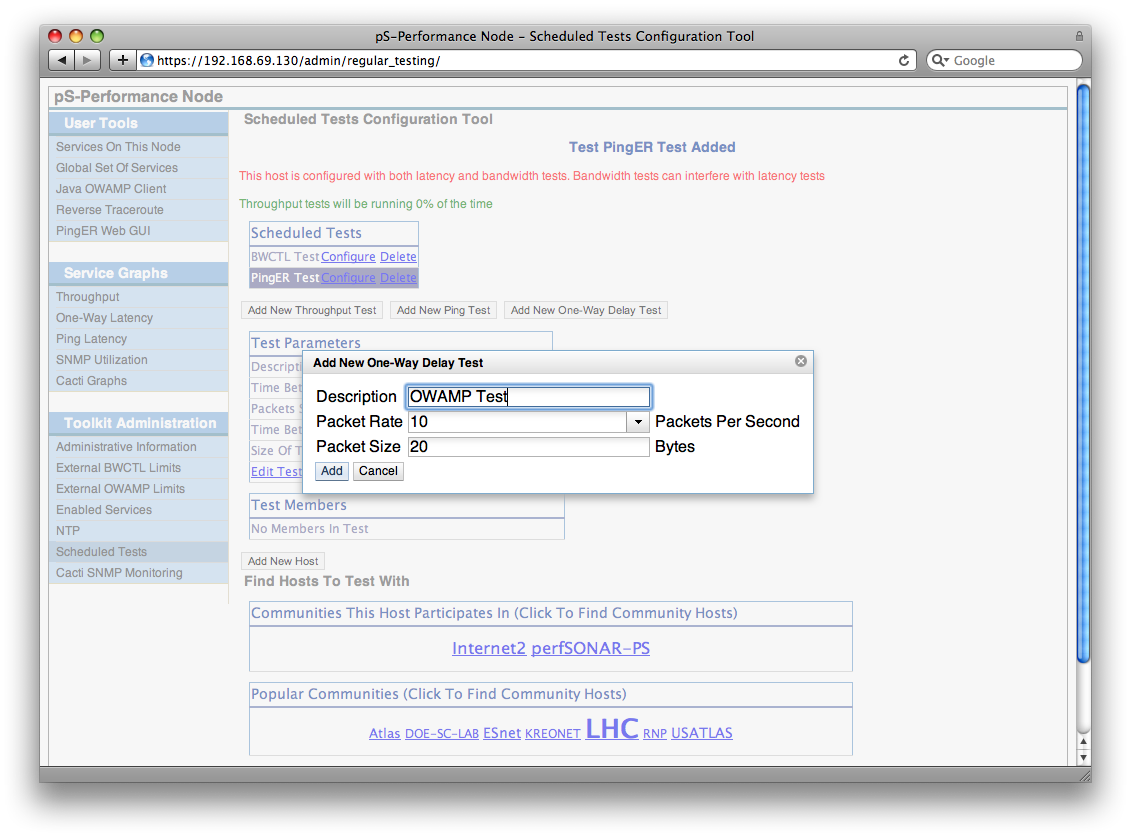 pS-Performance Node – Scheduled Tests Configuration Tool
https://192.168.69.130/admin/regular_testing/
Google
pS-Performance Node
User Tools
Services On This Node
Global Set Of Services
Java OWAMP Client
Reverse Traceroute
PingER Web GUI
Service Graphs
Throughput
One-Way Latency
Ping Latency
SNMP Utilization
Cacti Graphs
Toolkit Administration
Administrative Information
External BWCTL Limits
External OWAMP Limits
Enabled Services
NTP
Scheduled Tests
Cacti SNMP Monitoring
Scheduled Tests Configuration Tool
Test PingER Test Added
This host is configured with both latency and bandwidth tests. Bandwidth tests can interfere with latency tests
Throughput tests will be running 0% of the time
Scheduled Tests
BWCTL Test Configure Delete
PingER Test Configure Delete
Add New Throughput Test Add New Ping Test Add New One-Way Delay Test
Test Parameters
Time Bet
Packets S
Time Bet
Size Of T
Edit Test
Add New One-Way Delay Test
Description OWAMP Test
Packet Rate 10 Packets Per Second
Packet Size 20 Bytes
Add Cancel
Test Members
No Members In Test
Add New Host
Find Hosts To Test With
Communities This Host Participates In (Click To Find Community Hosts)
Internet2 perfSONAR-PS
Popular Communities (Click To Find Community Hosts)
Atlas DOE-SC-LAB ESnet KREONET LHC RNP USATLAS